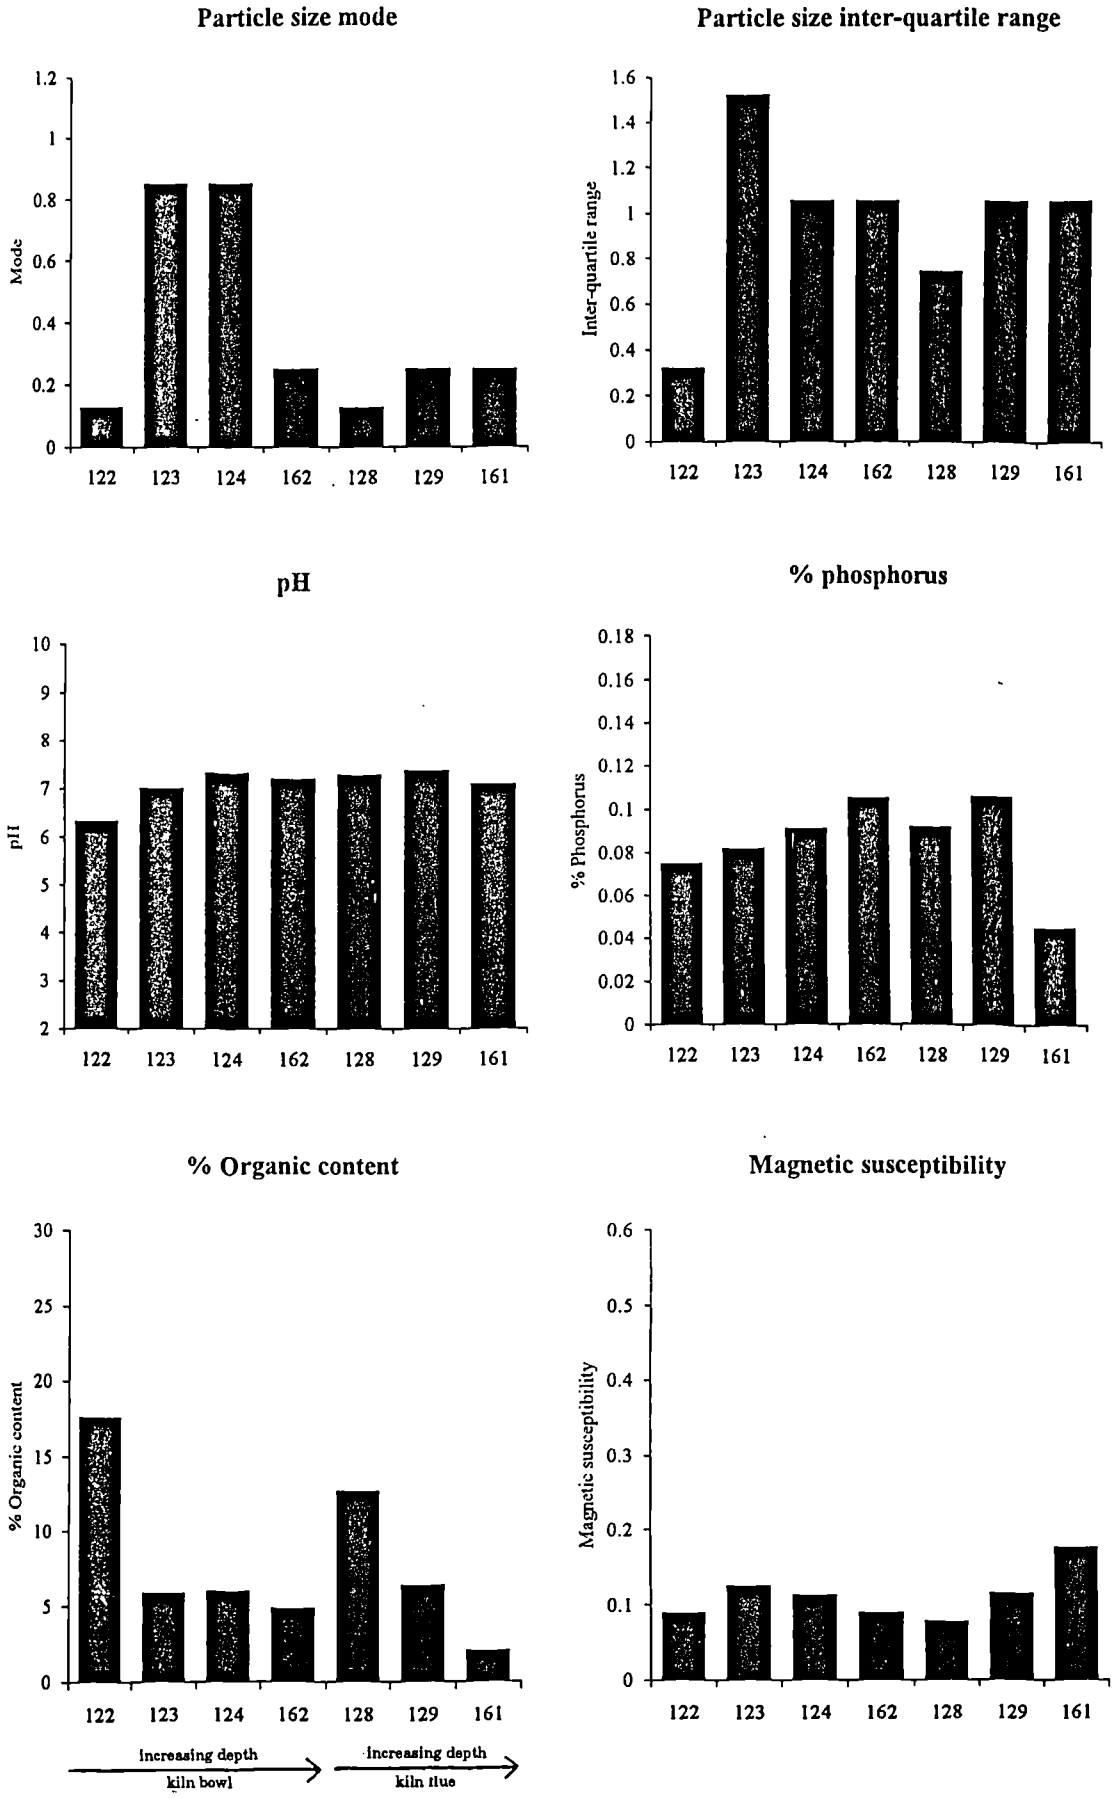 Particle size mode
1.2
1
0.8
0.6
0.4
0.2
0
Mode
122 123 124 162 128 129 161
Particle size inter-quartile range
1.6
1.4
1.2
1
0.8
0.6
0.4
0.2
0
Inter-quartile range
122 123 124 162 128 129 161
pH
10
9
8
7
6
5
4
3
2
pH
122 123 124 162 128 129 161
% phosphorus
0.18
0.16
0.14
0.12
0.1
0.08
0.06
0.04
0.02
0
% Phosphorus
122 123 124 162 128 129 161
% Organic content
30
25
20
15
10
5
0
% Organic content
122 123 124 162 128 129 161
increasing depth
kiln bowl
increasing depth
kiln flue
Magnetic susceptibility
0.6
0.5
0.4
0.3
0.2
0.1
0
Magnetic susceptibility
122 123 124 162 128 129 161